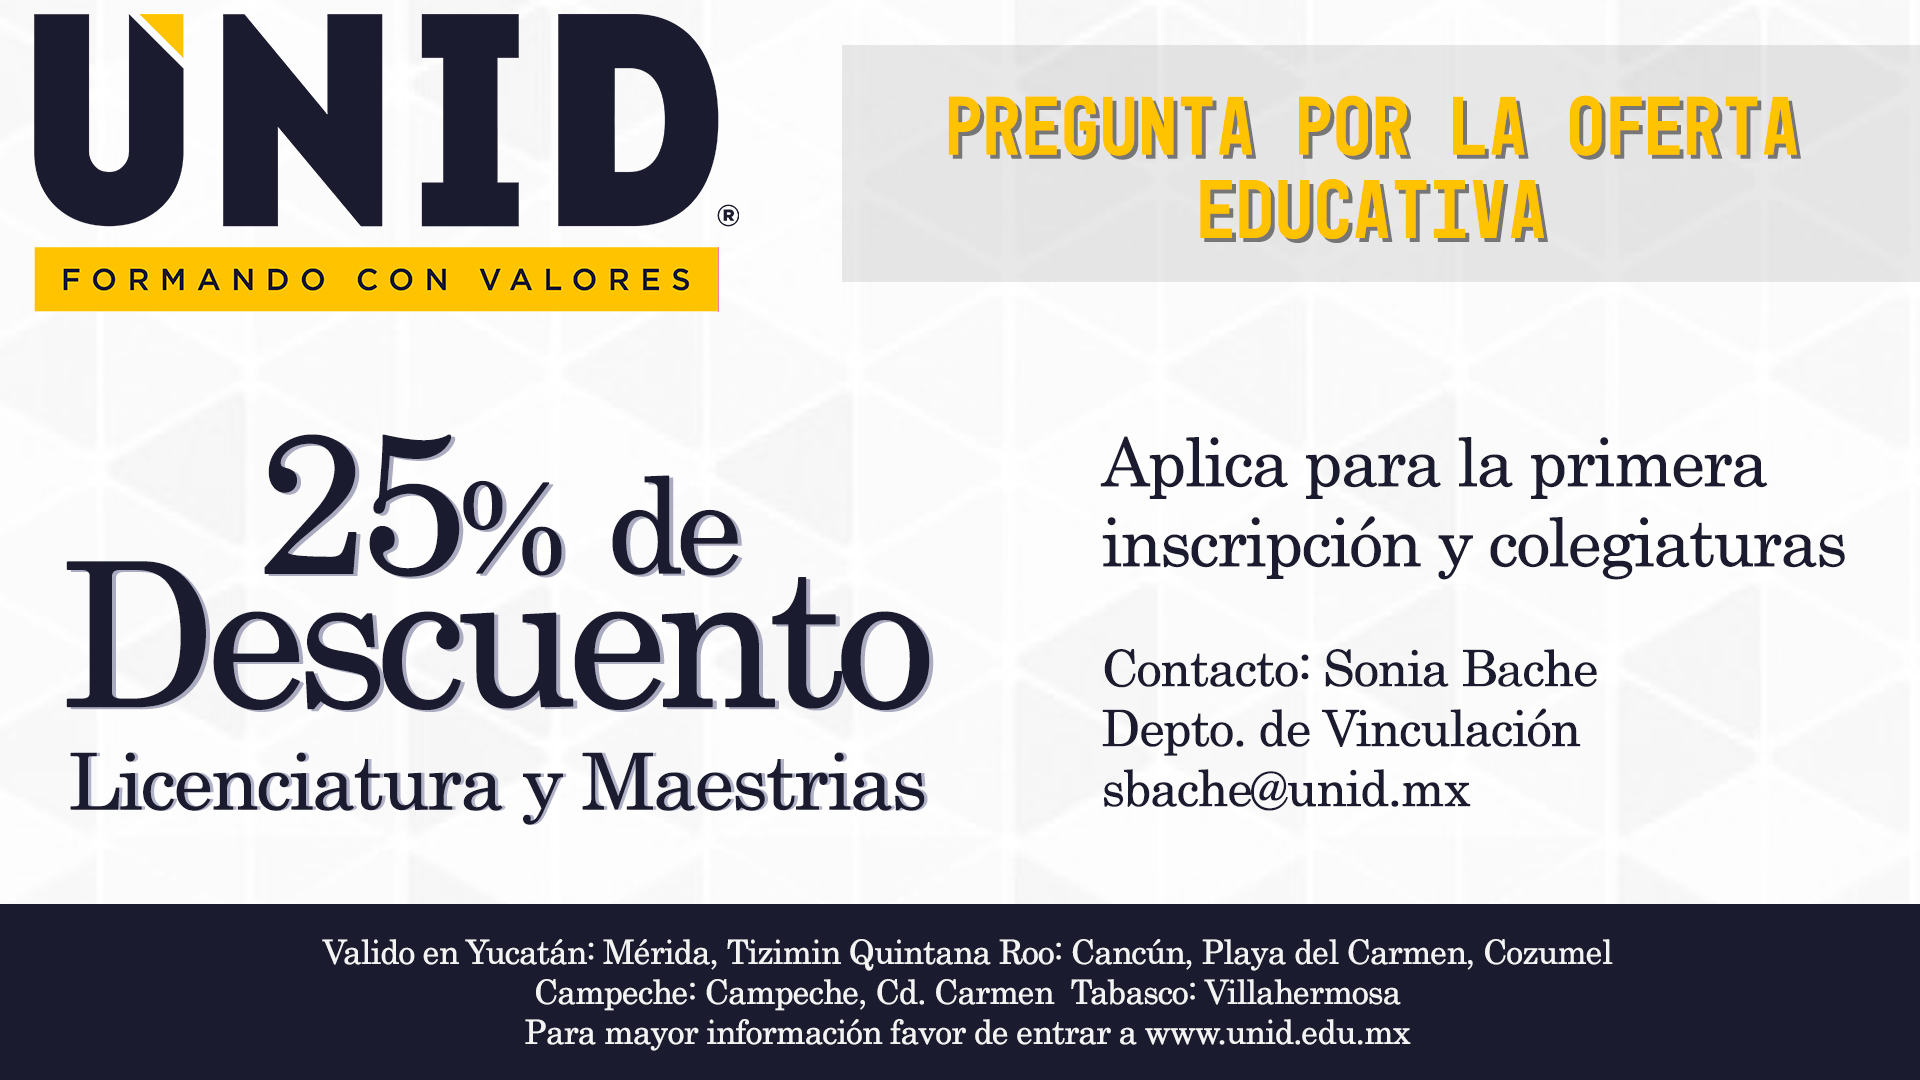 UNID®
FORMANDO CON VALORES
PREGUNTA POR LA OFERTA
EDUCATIVA
25% de
Descuento
Licenciatura y Maestrias
Aplica para la primera
inscripción y colegiaturas
Contacto: Sonia Bache
Depto. de Vinculación
sbache@unid.mx
Valido en Yucatán: Mérida, Tizimin Quintana Roo: Cancún, Playa del Carmen, Cozumel
Campeche: Campeche, Cd. Carmen  Tabasco: Villahermosa
Para mayor información favor de entrar a www.unid.edu.mx